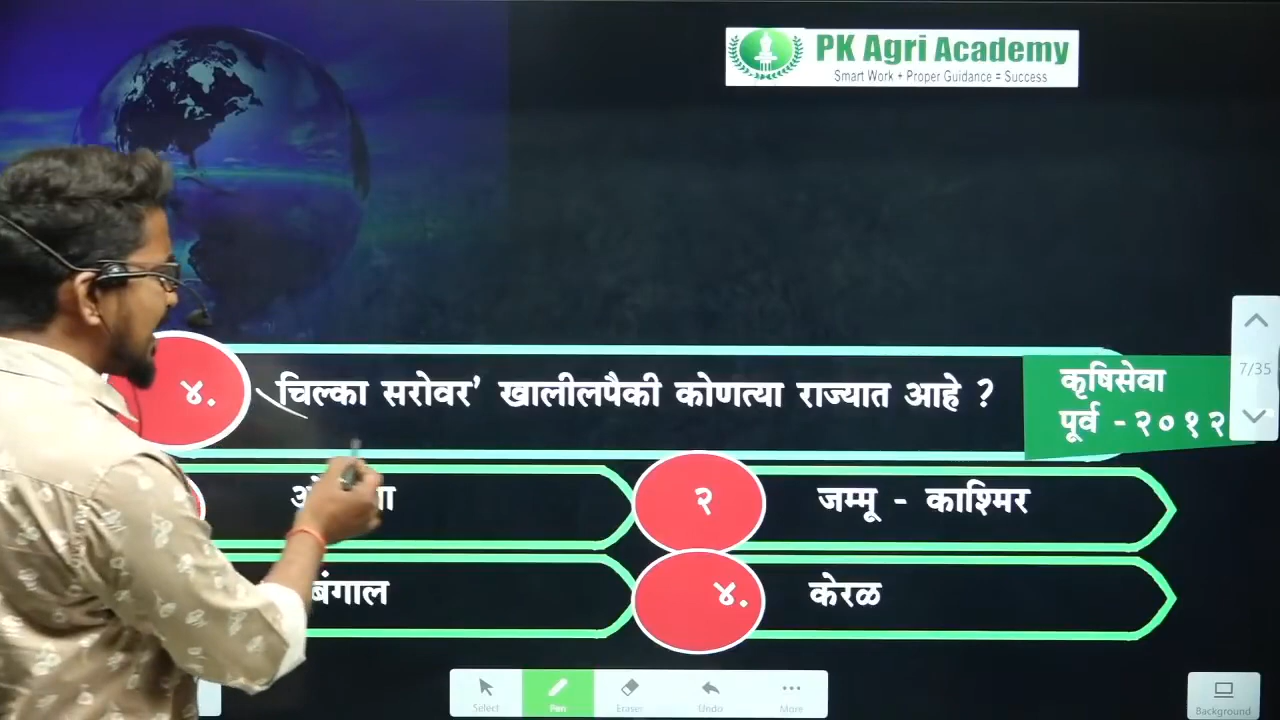 PK Agri Academy
Smart Work + Proper Guidance = Success
४. चिल्का सरोवर' खालीलपैकी कोणत्या राज्यात आहे ?
कृषिसेवा
पूर्व - २०१२
7/35
२ जम्मू - काश्मिर
बंगाल
४. केरळ
Select
Pen
Eraser
Undo
More
Background